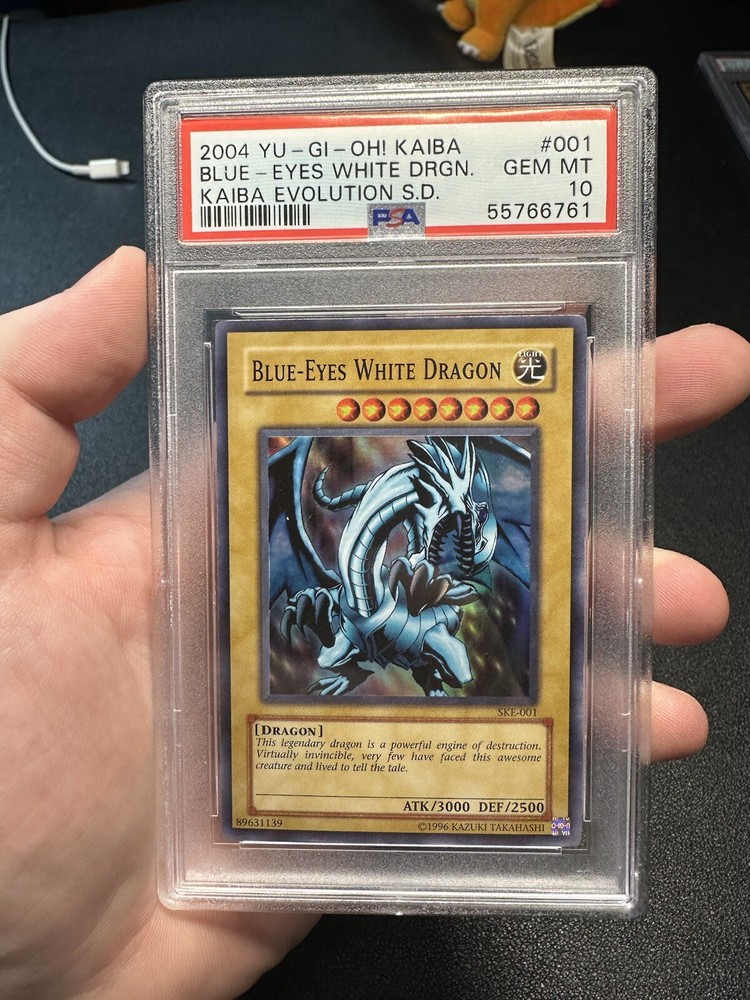 2004 YU-GI-OH! KAIBA #001
BLUE-EYES WHITE DRGN. GEM MT
KAIBA EVOLUTION S.D. 10
PSA 55766761
BLUE-EYES WHITE DRAGON
LIGHT
光
SKE-001
[DRAGON]
This legendary dragon is a powerful engine of destruction.
Virtually invincible, very few have faced this awesome
creature and lived to tell the tale.
ATK/3000 DEF/2500
89631139 ©1996 KAZUKI TAKAHASHI